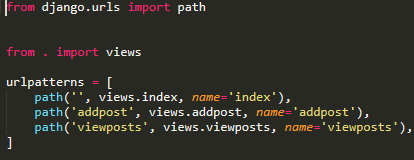 from django.urls import path
from . import views
urlpatterns = [
    path('', views.index, name='index'),
    path('addpost', views.addpost, name='addpost'),
    path('viewposts', views.viewposts, name='viewposts'),
]